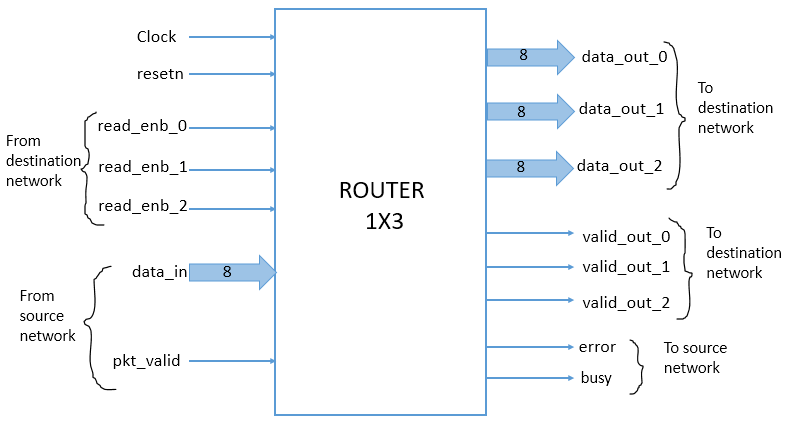 Clock
resetn
From
destination
network
read_enb_0
read_enb_1
read_enb_2
From
source
network
data_in
8
pkt_valid
ROUTER
1X3
8
data_out_0
8
data_out_1
8
data_out_2
To
destination
network
valid_out_0
valid_out_1
valid_out_2
To
destination
network
error
busy
To source
network